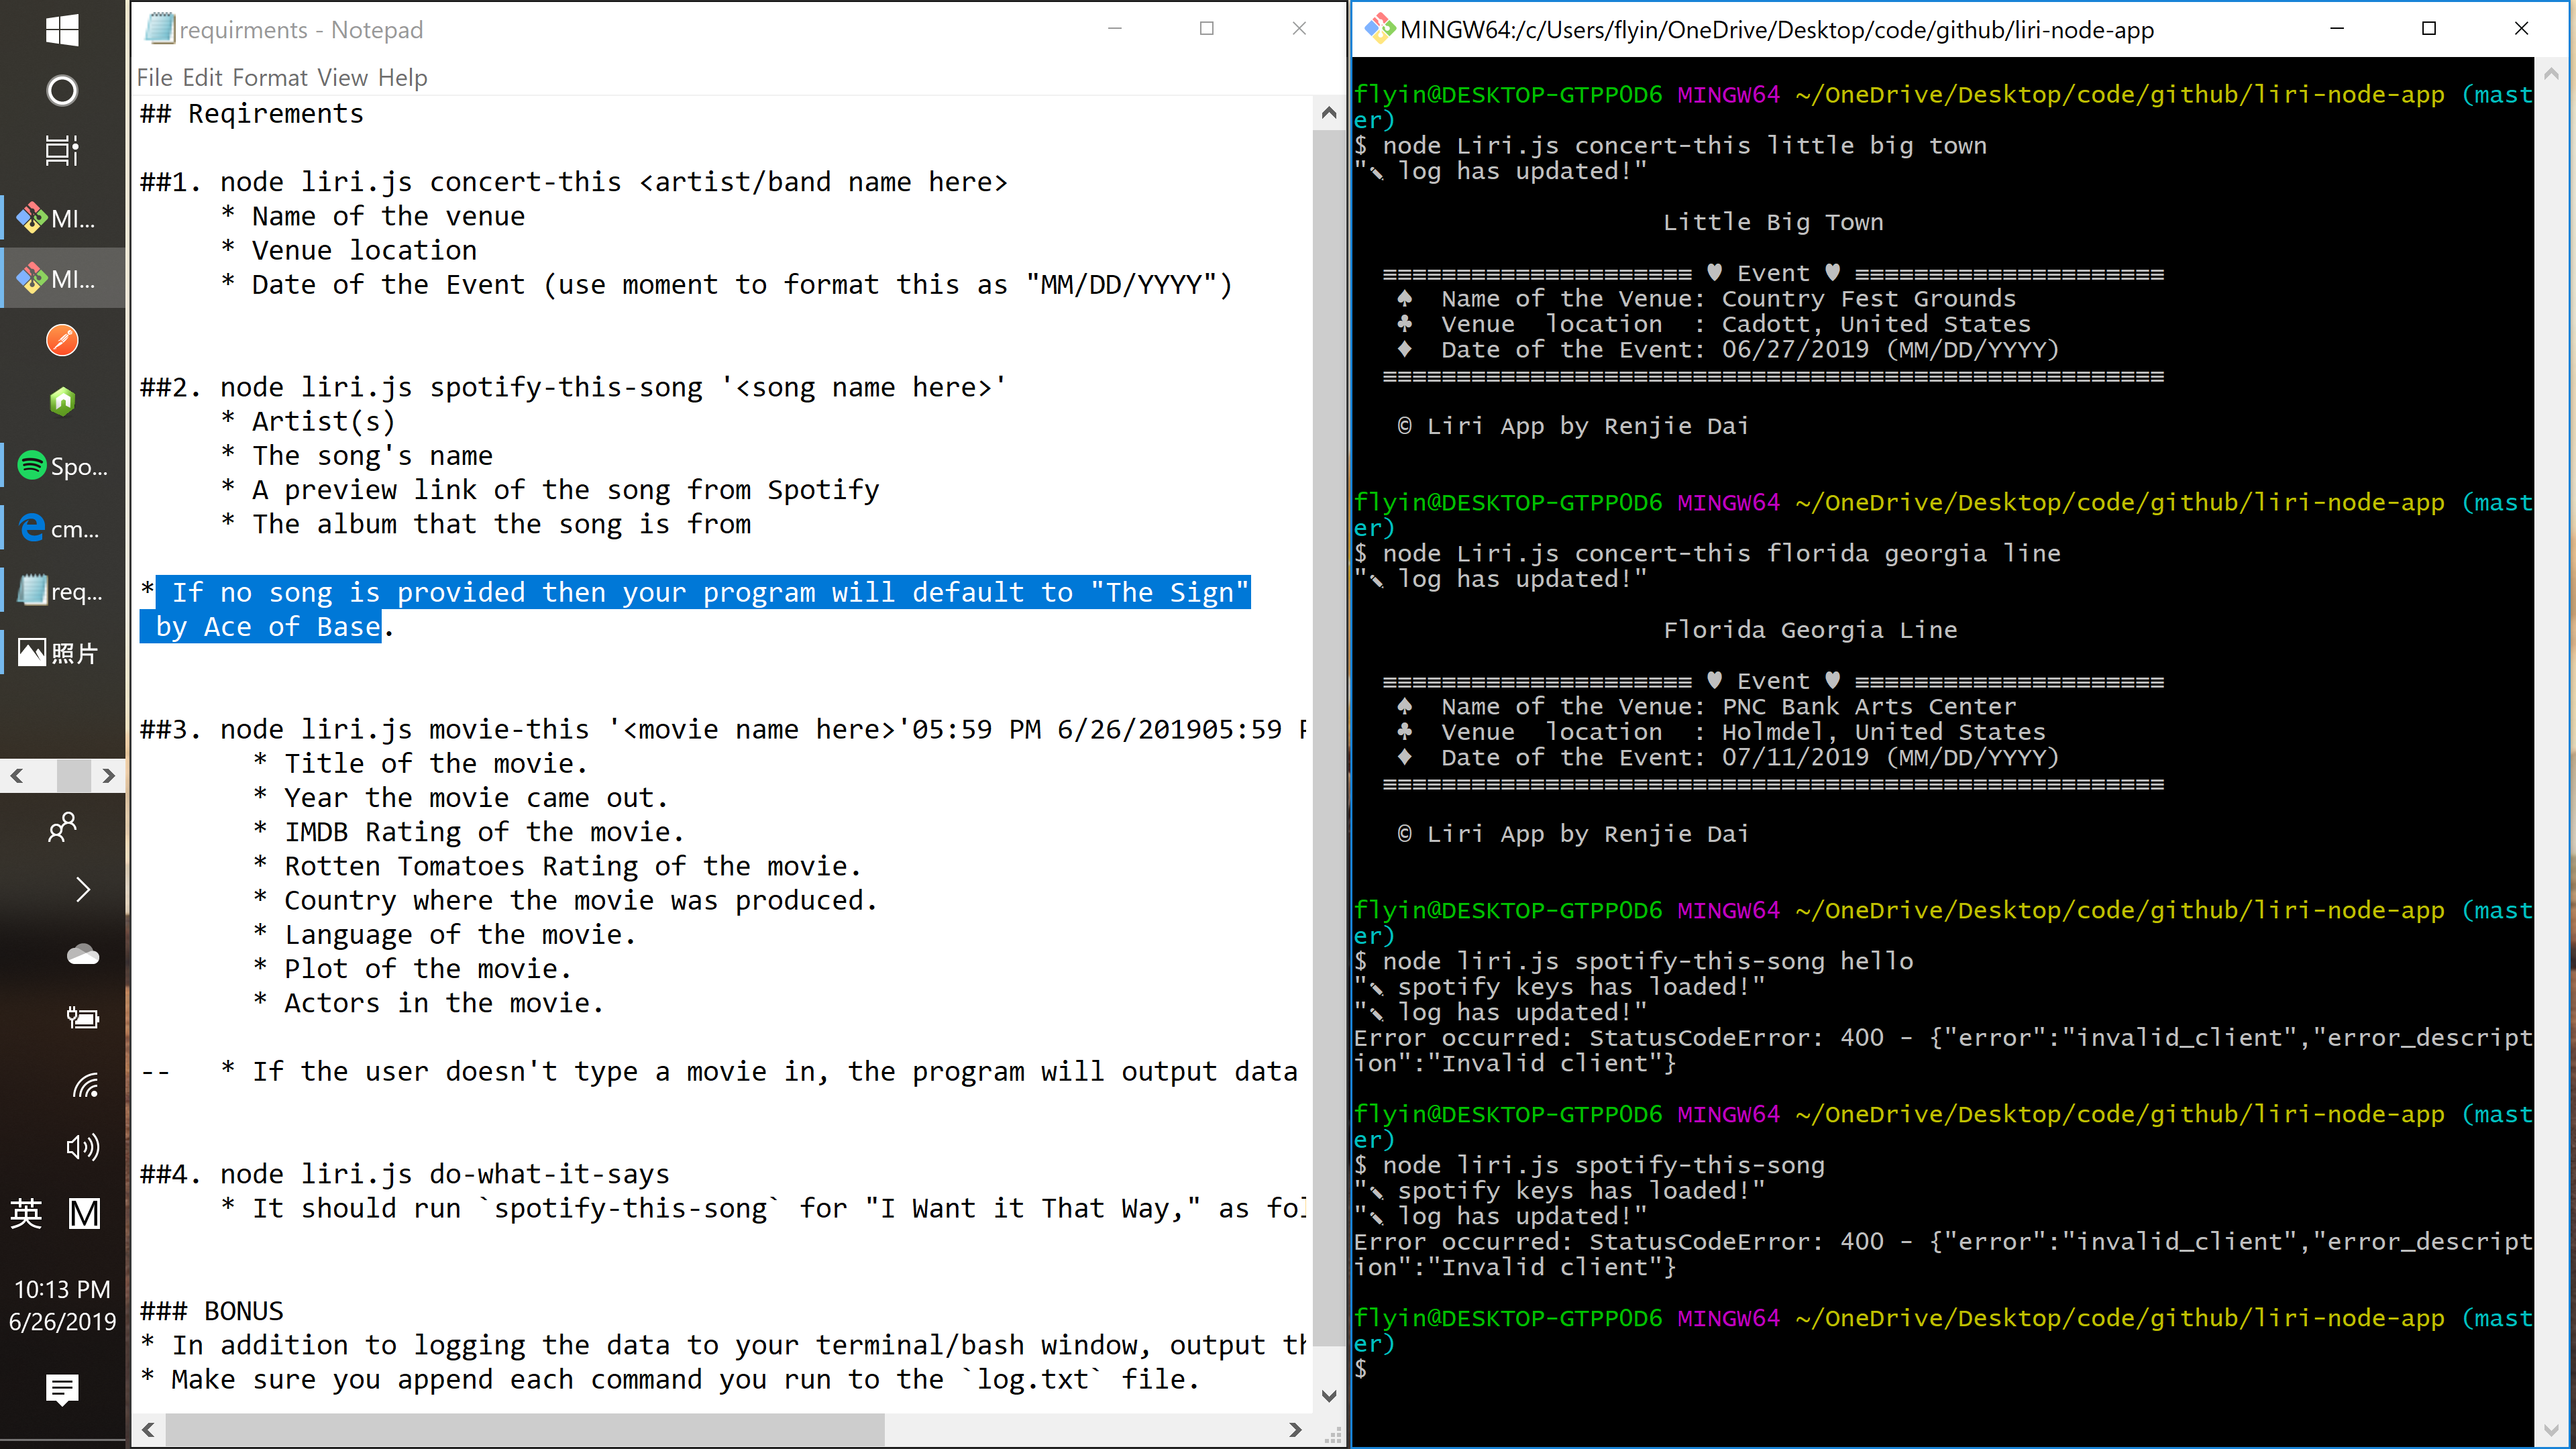 MI...
MI...
Spo...
cm...
req...
照片
英 M
10:13 PM
6/26/2019
requirments - Notepad
File Edit Format View Help
## Reqirements
##1. node liri.js concert-this <artist/band name here>
* Name of the venue
* Venue location
* Date of the Event (use moment to format this as "MM/DD/YYYY")
##2. node liri.js spotify-this-song '<song name here>'
* Artist(s)
* The song's name
* A preview link of the song from Spotify
* The album that the song is from
* If no song is provided then your program will default to "The Sign"
by Ace of Base.
##3. node liri.js movie-this '<movie name here>'05:59 PM 6/26/201905:59
* Title of the movie.
* Year the movie came out.
* IMDB Rating of the movie.
* Rotten Tomatoes Rating of the movie.
* Country where the movie was produced.
* Language of the movie.
* Plot of the movie.
* Actors in the movie.
-- * If the user doesn't type a movie in, the program will output data
##4. node liri.js do-what-it-says
* It should run `spotify-this-song` for "I Want it That Way," as
### BONUS
* In addition to logging the data to your terminal/bash window, output
* Make sure you append each command you run to the `log.txt` file.
MINGW64:/c/Users/flyin/OneDrive/Desktop/code/github/liri-node-app
flyin@DESKTOP-GTPP0D6 MINGW64 ~/OneDrive/Desktop/code/github/liri-node-app (mast
er)
$ node Liri.js concert-this little big town
"✎ log has updated!"
Little Big Town
≡≡≡≡≡≡≡≡≡≡≡≡≡≡≡≡≡≡≡≡≡ ♥ Event ♥ ≡≡≡≡≡≡≡≡≡≡≡≡≡≡≡≡≡≡≡≡≡
♠ Name of the Venue: Country Fest Grounds
♣ Venue location : Cadott, United States
♦ Date of the Event: 06/27/2019 (MM/DD/YYYY)
≡≡≡≡≡≡≡≡≡≡≡≡≡≡≡≡≡≡≡≡≡≡≡≡≡≡≡≡≡≡≡≡≡≡≡≡≡≡≡≡≡≡≡≡≡≡≡≡≡≡≡≡≡
© Liri App by Renjie Dai
flyin@DESKTOP-GTPP0D6 MINGW64 ~/OneDrive/Desktop/code/github/liri-node-app (mast
er)
$ node Liri.js concert-this florida georgia line
"✎ log has updated!"
Florida Georgia Line
≡≡≡≡≡≡≡≡≡≡≡≡≡≡≡≡≡≡≡≡≡ ♥ Event ♥ ≡≡≡≡≡≡≡≡≡≡≡≡≡≡≡≡≡≡≡≡≡
♠ Name of the Venue: PNC Bank Arts Center
♣ Venue location : Holmdel, United States
♦ Date of the Event: 07/11/2019 (MM/DD/YYYY)
≡≡≡≡≡≡≡≡≡≡≡≡≡≡≡≡≡≡≡≡≡≡≡≡≡≡≡≡≡≡≡≡≡≡≡≡≡≡≡≡≡≡≡≡≡≡≡≡≡≡≡≡≡
© Liri App by Renjie Dai
flyin@DESKTOP-GTPP0D6 MINGW64 ~/OneDrive/Desktop/code/github/liri-node-app (mast
er)
$ node liri.js spotify-this-song hello
"✎ spotify keys has loaded!"
"✎ log has updated!"
Error occurred: StatusCodeError: 400 - {"error":"invalid_client","error_descript
ion":"Invalid client"}
flyin@DESKTOP-GTPP0D6 MINGW64 ~/OneDrive/Desktop/code/github/liri-node-app (mast
er)
$ node liri.js spotify-this-song
"✎ spotify keys has loaded!"
"✎ log has updated!"
Error occurred: StatusCodeError: 400 - {"error":"invalid_client","error_descript
ion":"Invalid client"}
flyin@DESKTOP-GTPP0D6 MINGW64 ~/OneDrive/Desktop/code/github/liri-node-app (mast
er)
$